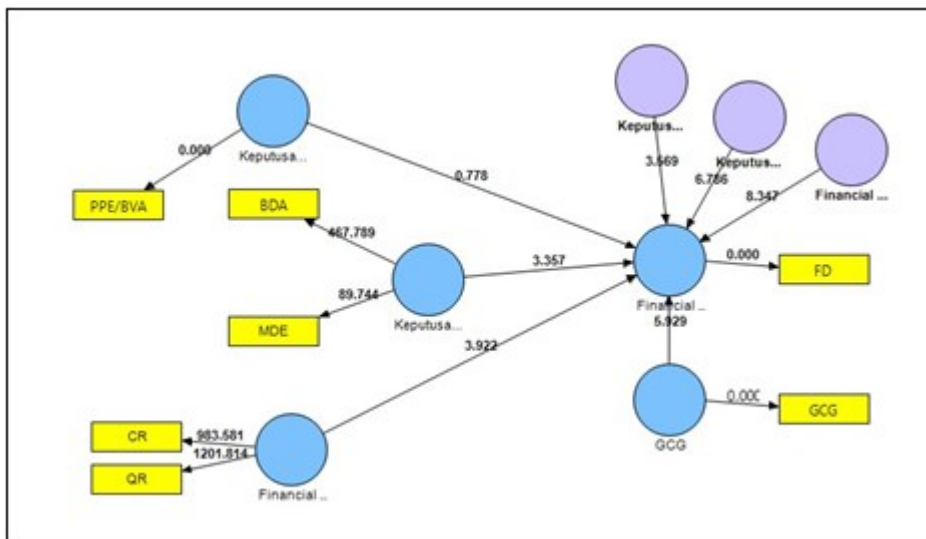 Keputus...
Keputus...
Financial ...
3.569
6.786
8.347
Keputusa...
0.000
PPE/BVA
0.778
BDA
467.789
3.357
MDE
89.744
Keputusa...
0.000
FD
Financial ..
5.929
3.922
0.000
GCG
GCG
CR
983.581
1201.814
QR
Financial ..